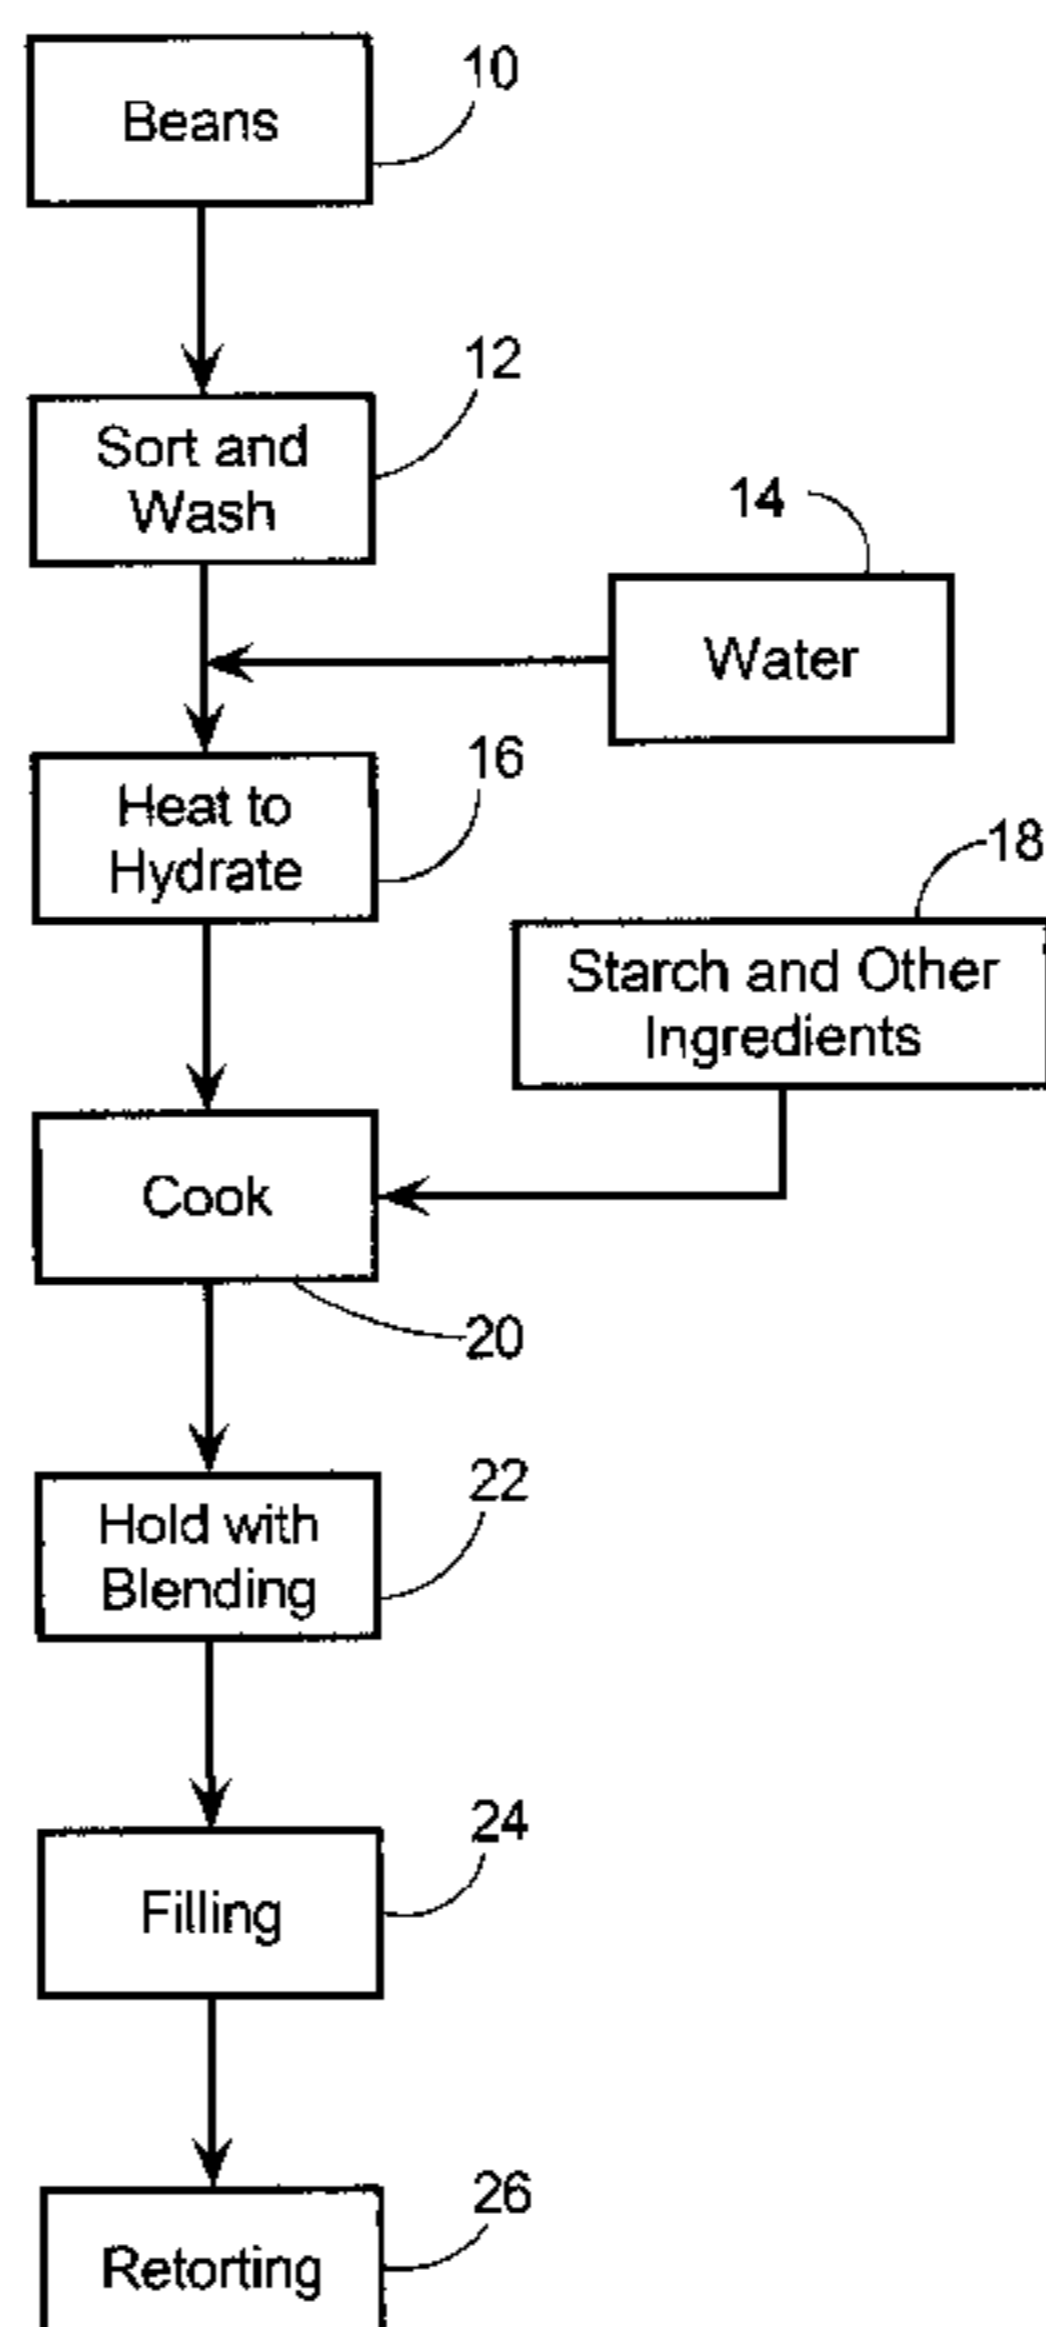 Beans
10
Sort and
Wash
12
14
Water
Heat to
Hydrate
16
18
Starch and Other
Ingredients
Cook
20
Hold with
Blending
22
Filling
24
Retorting
26